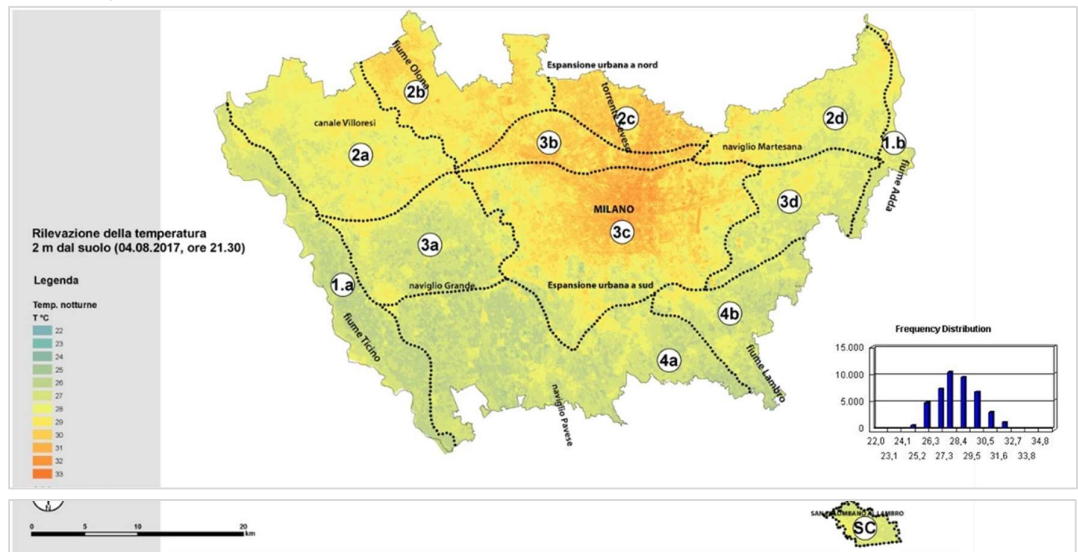 Espansione urbana a nord
fiume Olona
2b
torrente Seveso
2c
2d
canale Villoresi
3b
naviglio Martesana
1.b
2a
fiume Adda
3d
MILANO
3c
Rilevazione della temperatura
2 m dal suolo (04.08.2017, ore 21.30)
3a
Legenda
1.a
naviglio Grande
Espansione urbana a sud
Temp. notturne
T °C
22
23
24
25
26
27
28
29
30
31
32
33
fiume Ticino
4b
4a
fiume Lambro
naviglio Pavese
Frequency Distribution
15.000
10.000
5.000
0
22,0 24,1 26,3 28,4 30,5 32,7 34,8
23,1 25,2 27,3 29,5 31,6 33,8
0 5 10 20
km
SAN COLOMBANO AL LAMBRO
SC